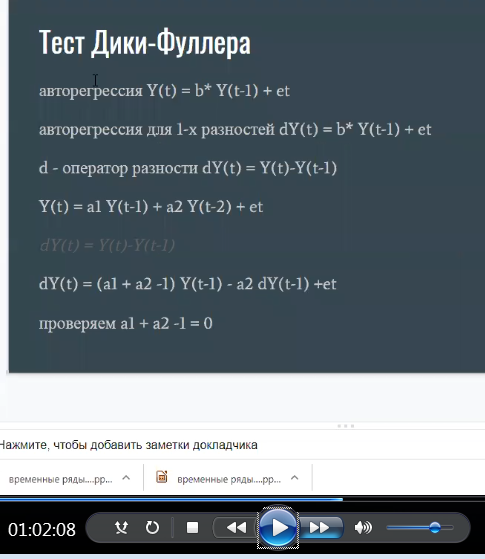 Тест Дики-Фуллера
авторегрессия Y(t) = b* Y(t-1) + et
авторегрессия для 1-х разностей dY(t) = b* Y(t-1) + et
d - оператор разности dY(t) = Y(t)-Y(t-1)
Y(t) = a1 Y(t-1) + a2 Y(t-2) + et
dY(t) = Y(t)-Y(t-1)
dY(t) = (a1 + a2 -1) Y(t-1) - a2 dY(t-1) +et
проверяем a1 + a2 -1 = 0
Нажмите, чтобы добавить заметки докладчика
временные ряды....pp... временные ряды....pp...
01:02:08